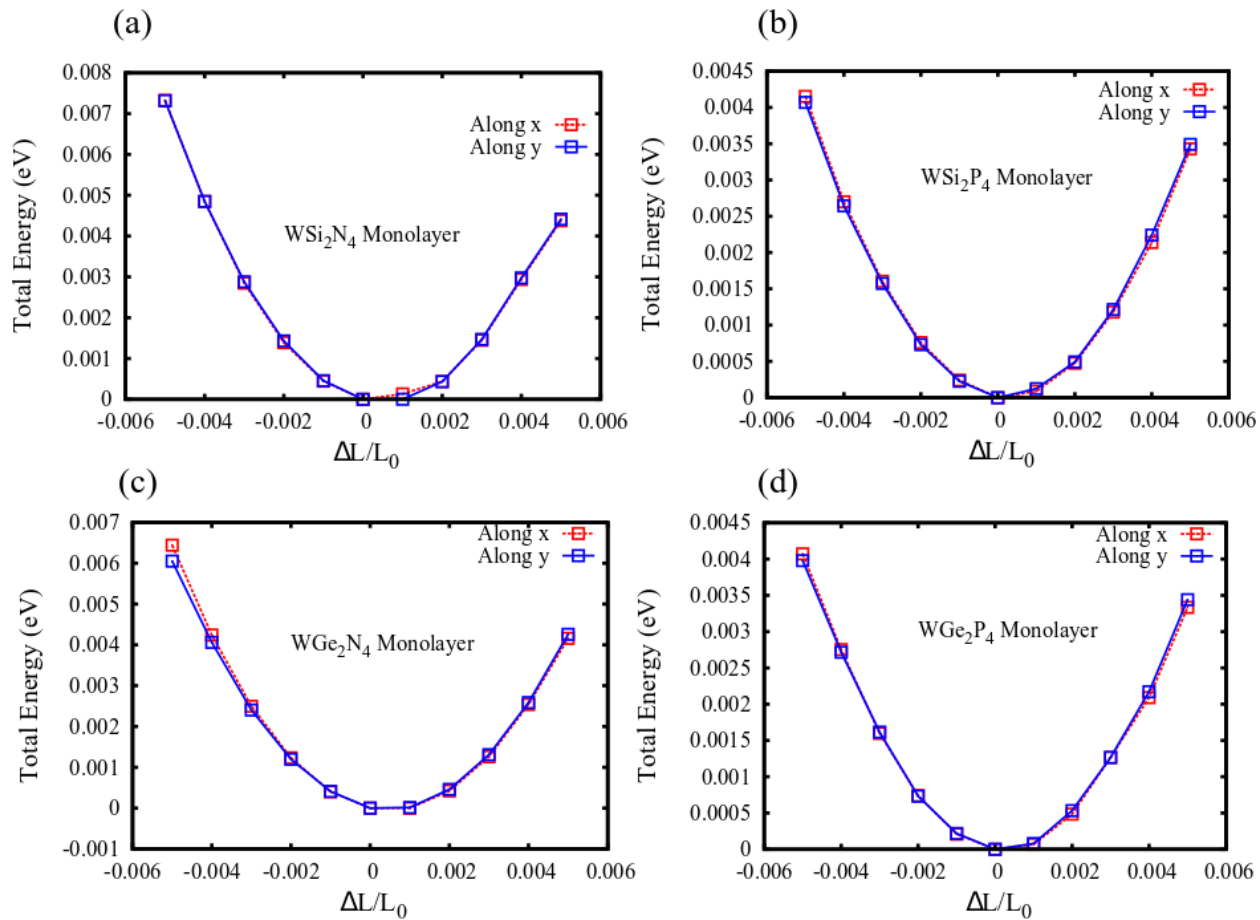 (a)
0.008
0.007
0.006
0.005
0.004
0.003
0.002
0.001
0
-0.006 -0.004 -0.002 0 0.002 0.004 0.006
Total Energy (eV)
ΔL/L₀
Along x
Along y
WSi₂N₄ Monolayer
(b)
0.0045
0.004
0.0035
0.003
0.0025
0.002
0.0015
0.001
0.0005
0
-0.006 -0.004 -0.002 0 0.002 0.004 0.006
Total Energy (eV)
ΔL/L₀
Along x
Along y
WSi₂P₄ Monolayer
(c)
0.007
0.006
0.005
0.004
0.003
0.002
0.001
0
-0.001
-0.006 -0.004 -0.002 0 0.002 0.004 0.006
Total Energy (eV)
ΔL/L₀
Along x
Along y
WGe₂N₄ Monolayer
(d)
0.0045
0.004
0.0035
0.003
0.0025
0.002
0.0015
0.001
0.0005
0
-0.006 -0.004 -0.002 0 0.002 0.004 0.006
Total Energy (eV)
ΔL/L₀
Along x
Along y
WGe₂P₄ Monolayer